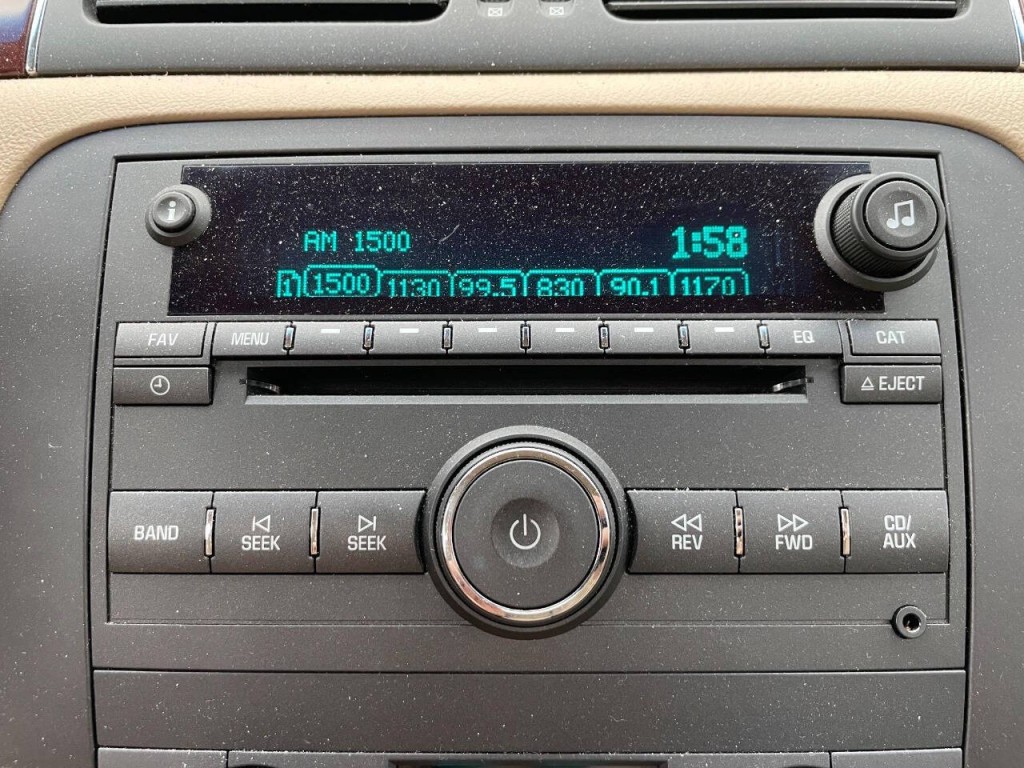 i
AM 1500 1:58
1 1500 1130 99.5 830 90.1 1170
FAV MENU EQ CAT
EJECT
BAND SEEK SEEK REV FWD CD/
AUX